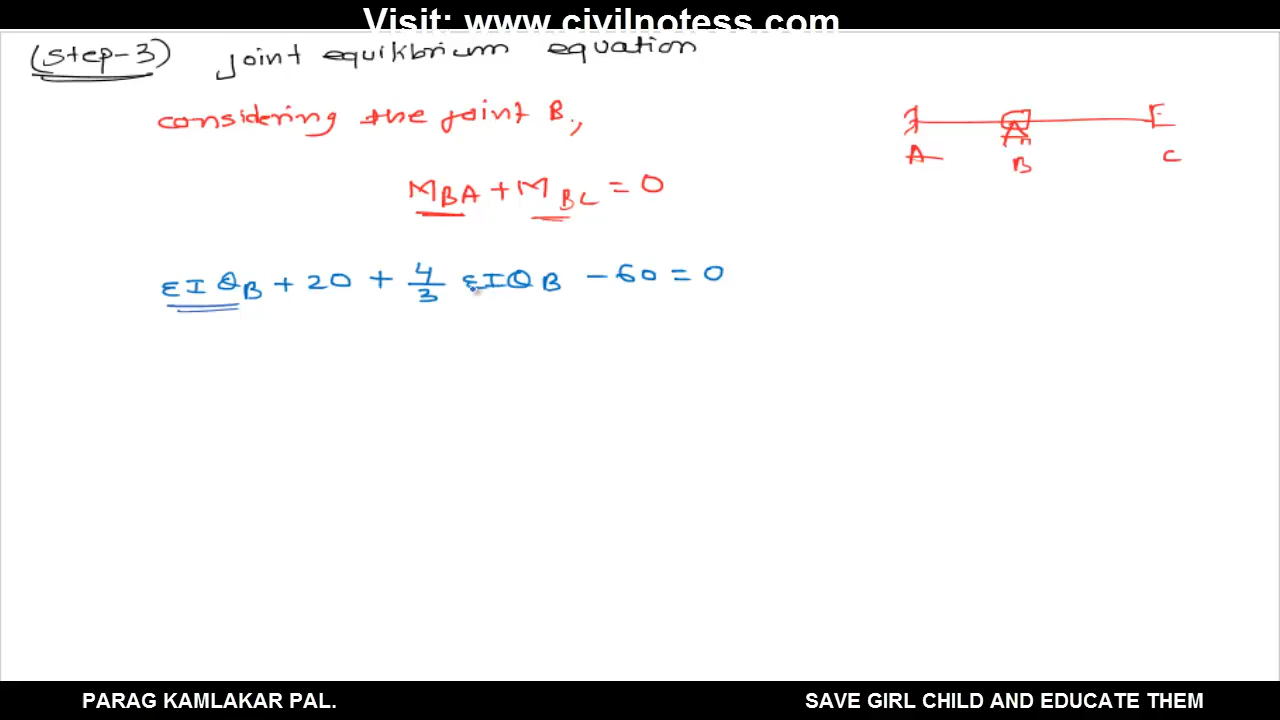 Visit: www.civilnotess.com
(Step-3) Joint equilibrium equation
considering the joint B,
A B C
MBA + MBC = 0
EIθB + 20 + 4/3 EIθB - 60 = 0
PARAG KAMLAKAR PAL. SAVE GIRL CHILD AND EDUCATE THEM